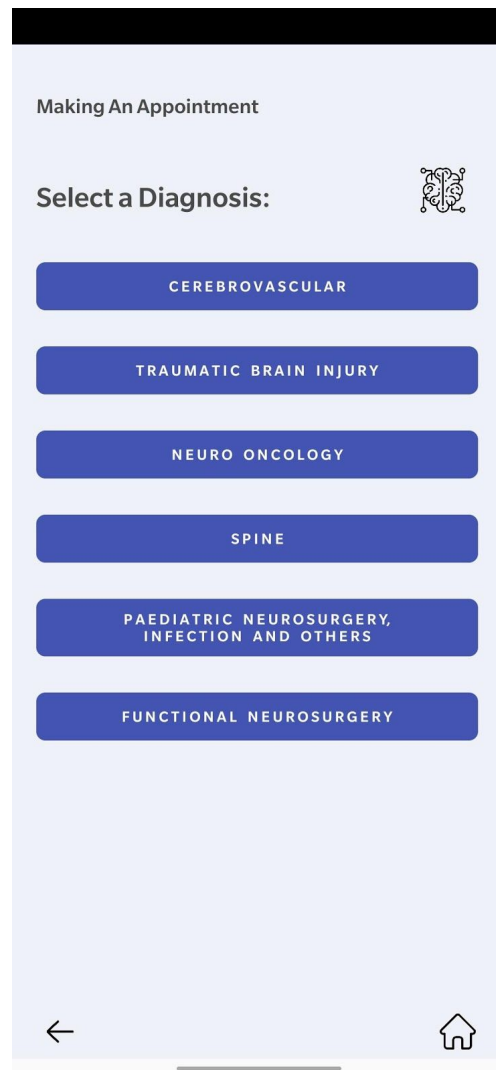 Making An Appointment
Select a Diagnosis:
CEREBROVASCULAR
TRAUMATIC BRAIN INJURY
NEURO ONCOLOGY
SPINE
PAEDIATRIC NEUROSURGERY,
INFECTION AND OTHERS
FUNCTIONAL NEUROSURGERY